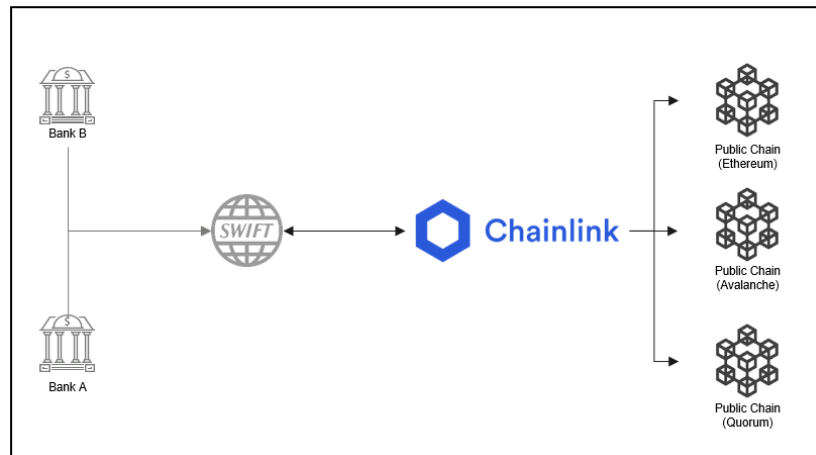 Bank B
Bank A
SWIFT
Chainlink
Public Chain
(Ethereum)
Public Chain
(Avalanche)
Public Chain
(Quorum)